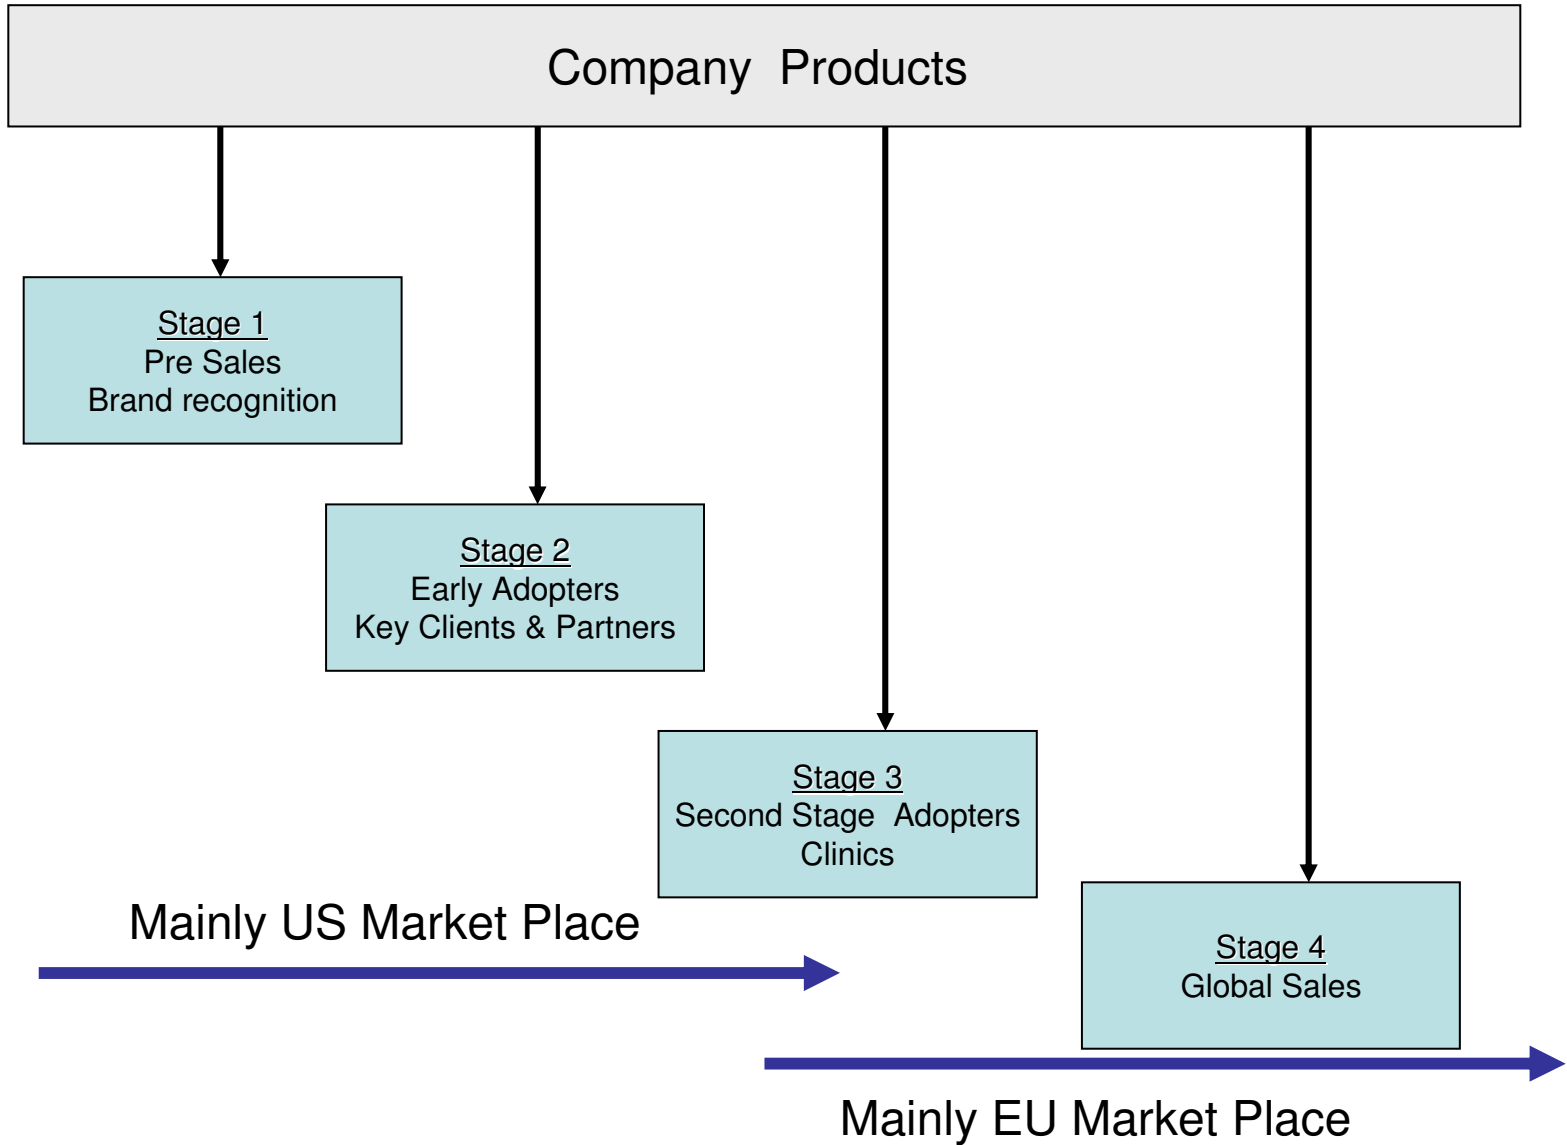 Company Products
Stage 1
Pre Sales
Brand recognition
Stage 2
Early Adopters
Key Clients & Partners
Stage 3
Second Stage Adopters
Clinics
Mainly US Market Place
Stage 4
Global Sales
Mainly EU Market Place